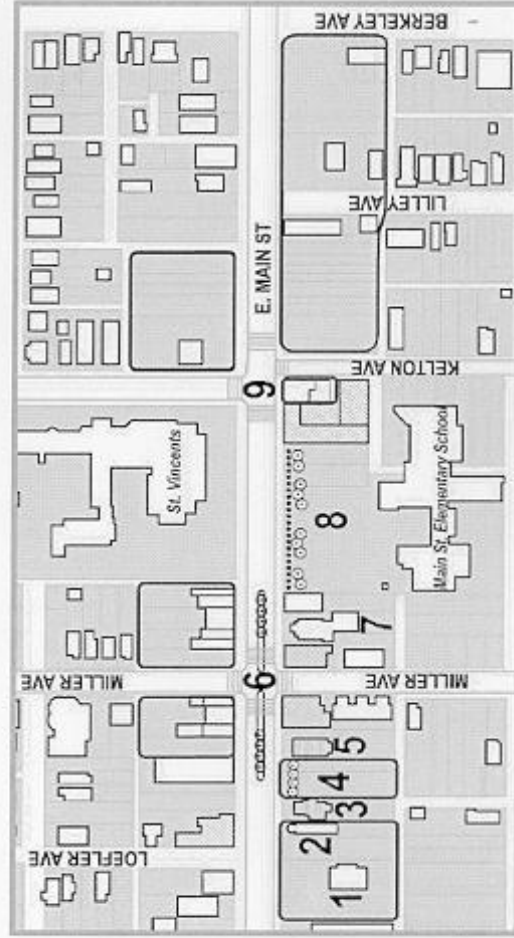 BERKELEY AVE
LILLEY AVE
E. MAIN ST
KELTON AVE
9
St. Vincents
8
Main St. Elementary School
7
MILLER AVE
6
MILLER AVE
5
4
3
2
1
LOEFFLER AVE